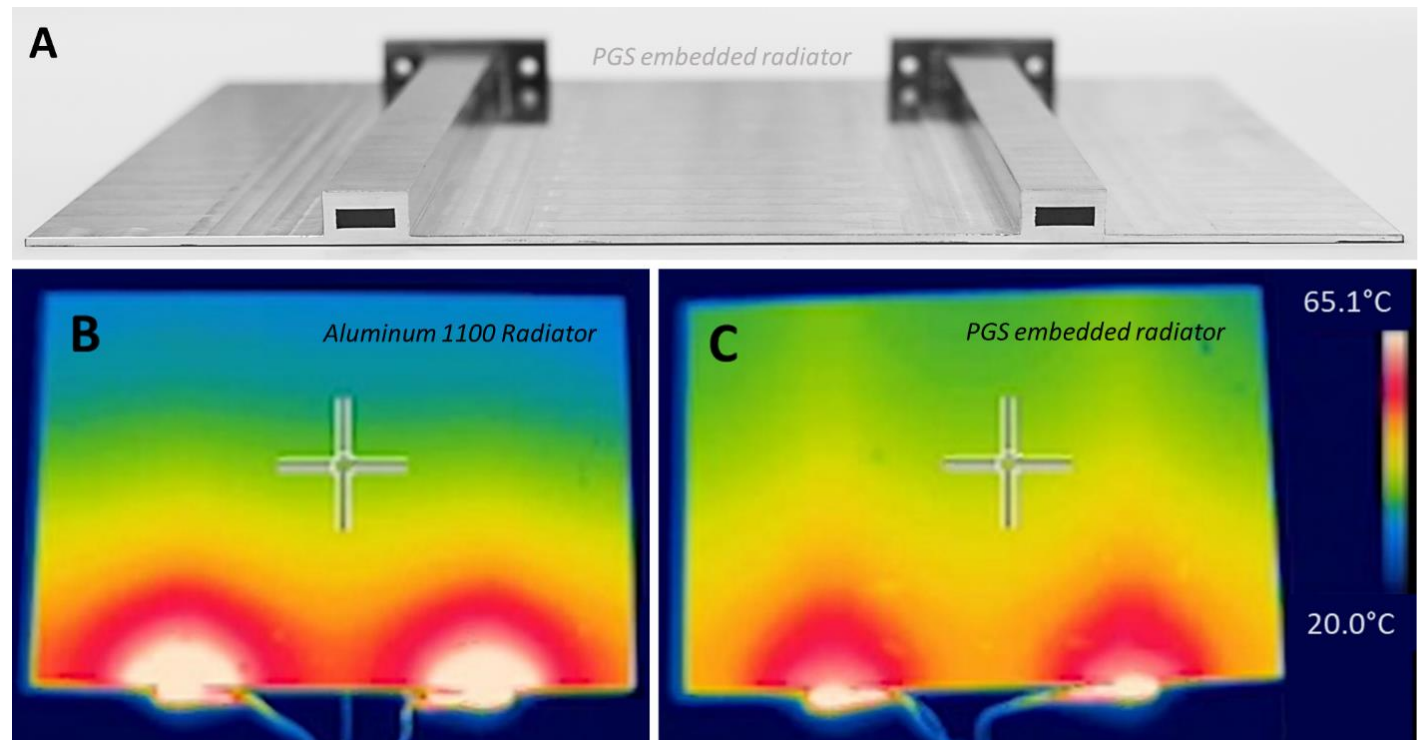 A
PGS embedded radiator
B
Aluminum 1100 Radiator
C
PGS embedded radiator
65.1°C
20.0°C